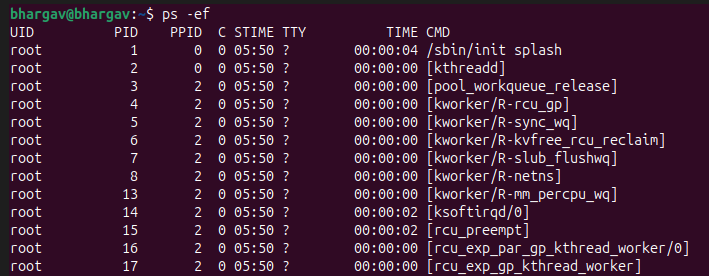 bhargav@bhargav:~$ ps -ef
UID          PID    PPID  C STIME TTY          TIME CMD
root           1       0  0 05:50 ?        00:00:04 /sbin/init splash
root           2       0  0 05:50 ?        00:00:00 [kthreadd]
root           3       2  0 05:50 ?        00:00:00 [pool_workqueue_release]
root           4       2  0 05:50 ?        00:00:00 [kworker/R-rcu_gp]
root           5       2  0 05:50 ?        00:00:00 [kworker/R-sync_wq]
root           6       2  0 05:50 ?        00:00:00 [kworker/R-kvfree_rcu_reclaim]
root           7       2  0 05:50 ?        00:00:00 [kworker/R-slub_flushwq]
root           8       2  0 05:50 ?        00:00:00 [kworker/R-netns]
root          13       2  0 05:50 ?        00:00:00 [kworker/R-mm_percpu_wq]
root          14       2  0 05:50 ?        00:00:02 [ksoftirqd/0]
root          15       2  0 05:50 ?        00:00:02 [rcu_preempt]
root          16       2  0 05:50 ?        00:00:00 [rcu_exp_par_gp_kthread_worker/0]
root          17       2  0 05:50 ?        00:00:00 [rcu_exp_gp_kthread_worker]